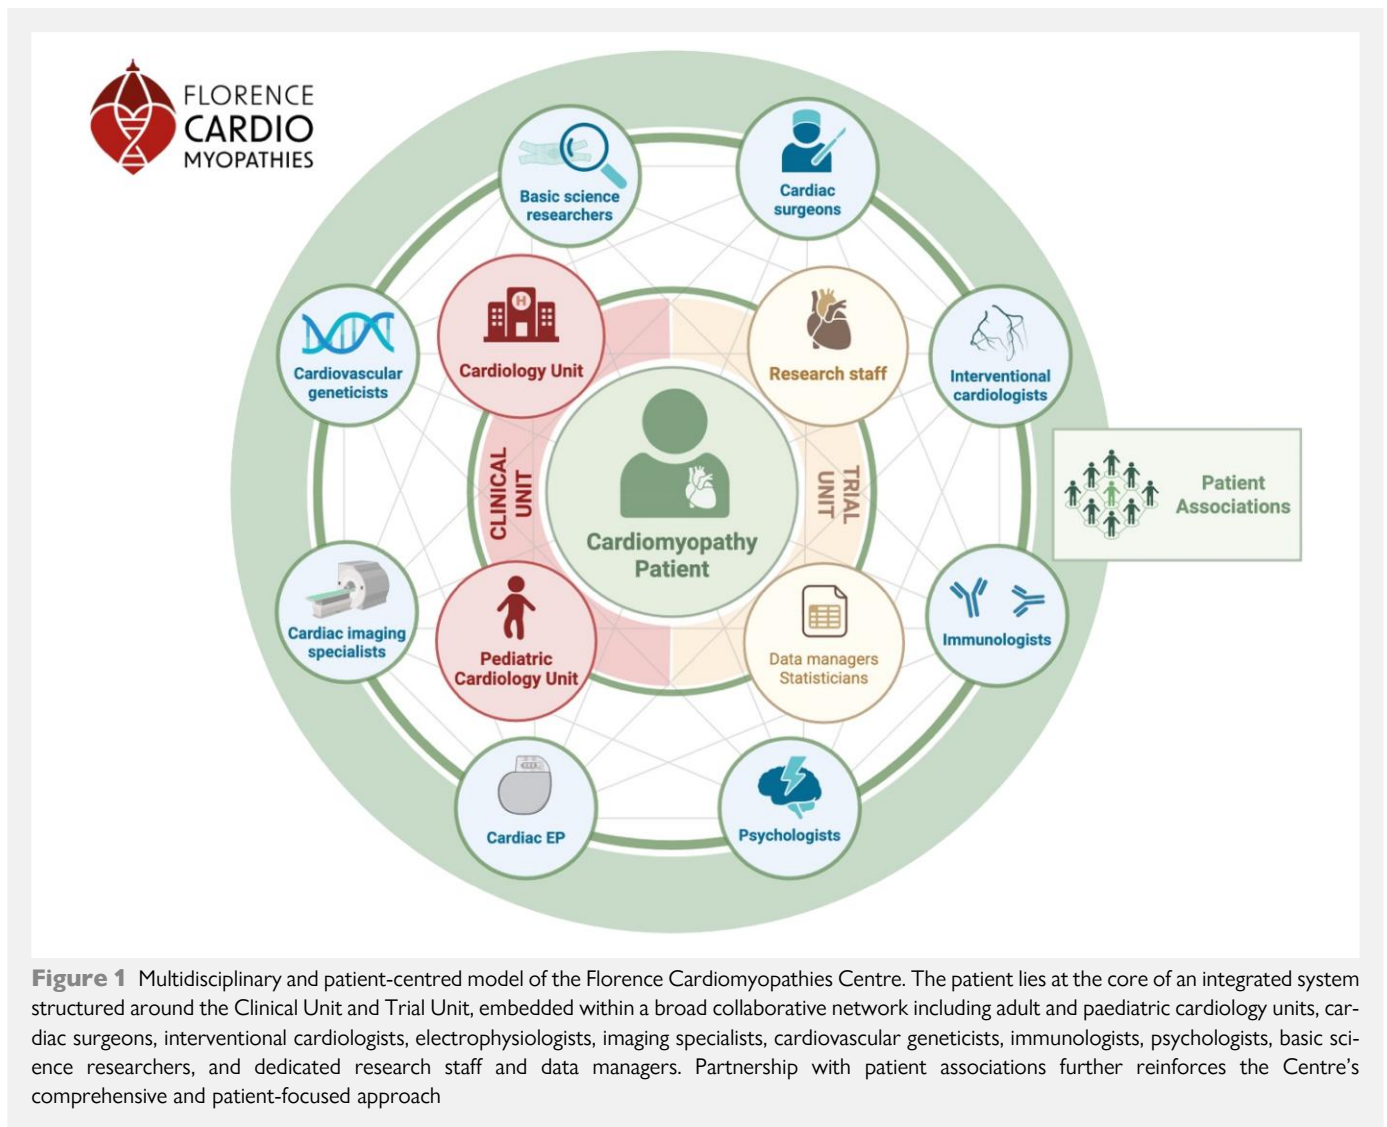 FLORENCE
CARDIO
MYOPATHIES
Basic science
researchers
Cardiac
surgeons
Cardiovascular
geneticists
H
Cardiology Unit
Research staff
Interventional
cardiologists
CLINICAL
UNIT
TRIAL
UNIT
Cardiomyopathy
Patient
Patient
Associations
Cardiac imaging
specialists
Pediatric
Cardiology Unit
Data managers
Statisticians
Immunologists
Cardiac EP
Psychologists
Figure 1 Multidisciplinary and patient-centred model of the Florence Cardiomyopathies Centre. The patient lies at the core of an integrated system
structured around the Clinical Unit and Trial Unit, embedded within a broad collaborative network including adult and paediatric cardiology units, car-
diac surgeons, interventional cardiologists, electrophysiologists, imaging specialists, cardiovascular geneticists, immunologists, psychologists, basic sci-
ence researchers, and dedicated research staff and data managers. Partnership with patient associations further reinforces the Centre's
comprehensive and patient-focused approach